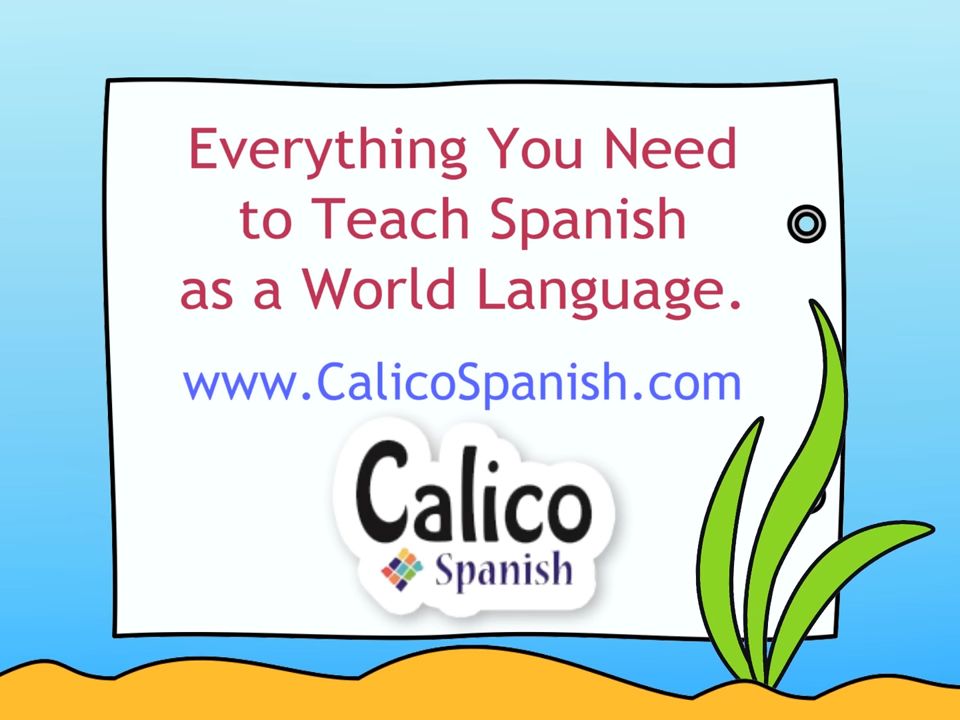 Everything You Need
to Teach Spanish
as a World Language.
www.CalicoSpanish.com
Calico
Spanish